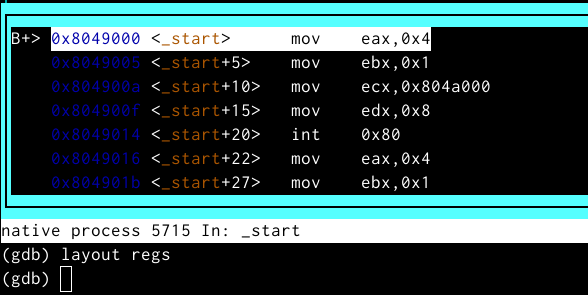 B+> 0x8049000 <_start> mov eax,0x4
0x8049005 <_start+5> mov ebx,0x1
0x804900a <_start+10> mov ecx,0x804a000
0x804900f <_start+15> mov edx,0x8
0x8049014 <_start+20> int 0x80
0x8049016 <_start+22> mov eax,0x4
0x804901b <_start+27> mov ebx,0x1
native process 5715 In: _start
(gdb) layout regs
(gdb)